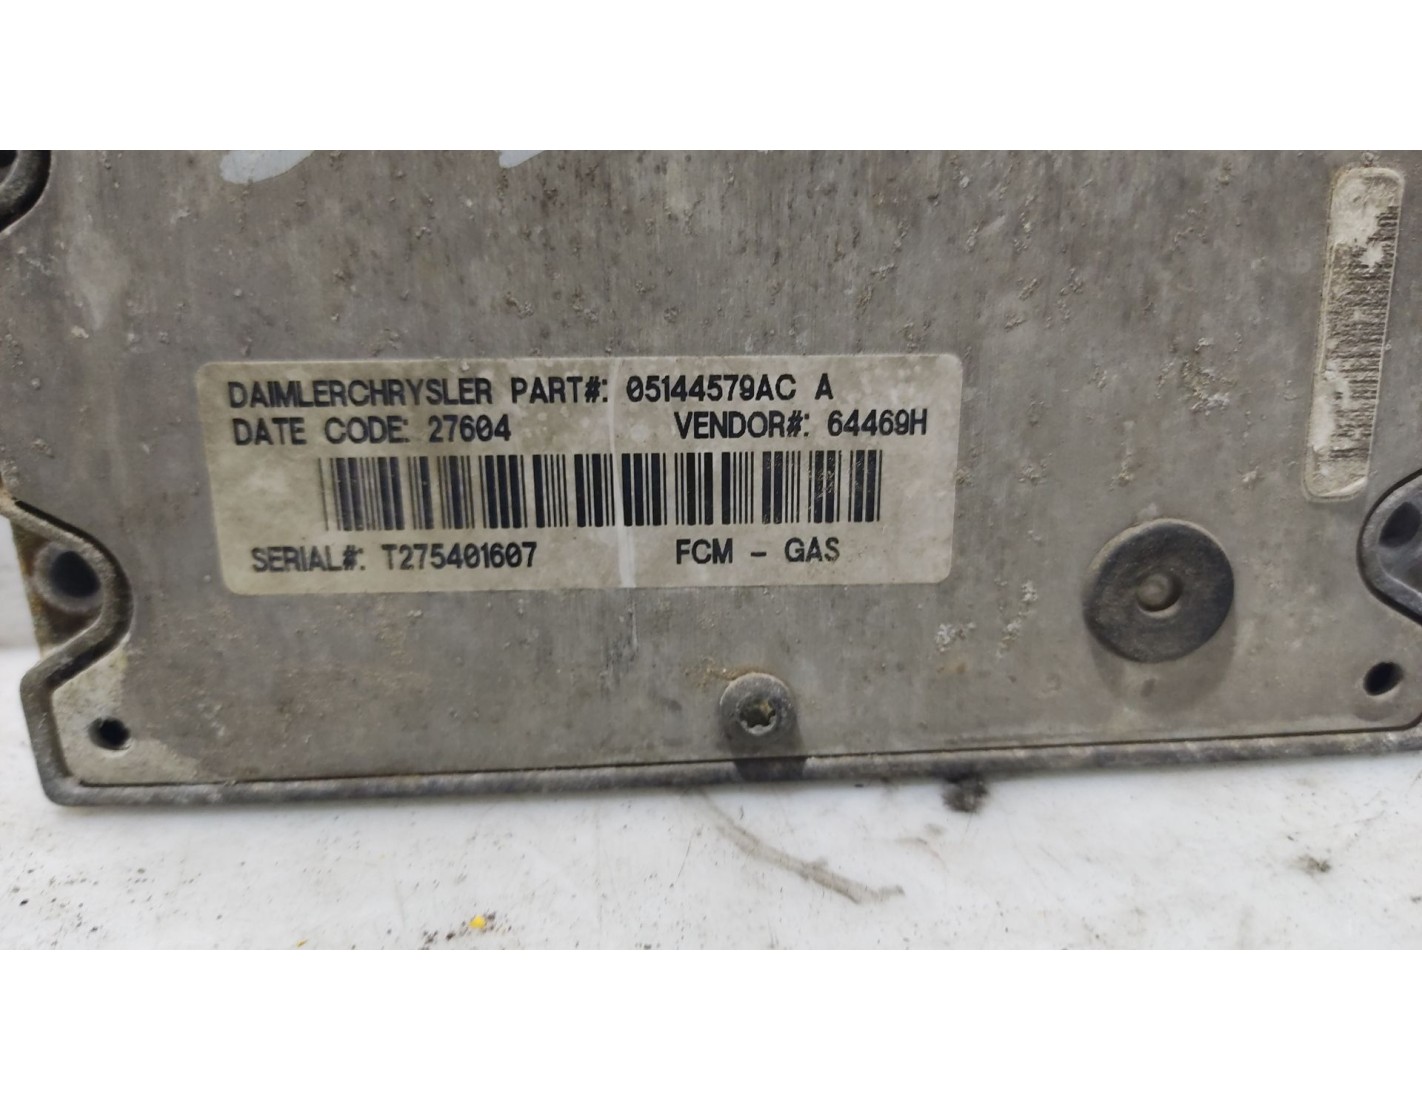 DAIMLERCHRYSLER PART#: 05144579AC A
DATE CODE: 27604 VENDOR#: 64469H
SERIAL#: T275401607 FCM - GAS